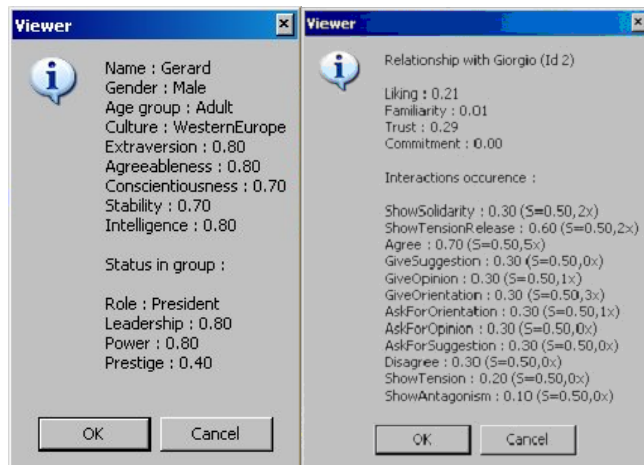 Viewer
Name : Gerard
Gender : Male
Age group : Adult
Culture : WesternEurope
Extraversion : 0.80
Agreeableness : 0.80
Conscientiousness : 0.70
Stability : 0.70
Intelligence : 0.80
Status in group :
Role : President
Leadership : 0.80
Power : 0.80
Prestige : 0.40
OK
Cancel
Viewer
Relationship with Giorgio (Id 2)
Liking : 0.21
Familiarity : 0.01
Trust : 0.29
Commitment : 0.00
Interactions occurence :
ShowSolidarity : 0.30 (S=0.50,2x)
ShowTensionRelease : 0.60 (S=0.50,2x)
Agree : 0.70 (S=0.50,5x)
GiveSuggestion : 0.30 (S=0.50,0x)
GiveOpinion : 0.30 (S=0.50,1x)
GiveOrientation : 0.30 (S=0.50,3x)
AskForOrientation : 0.30 (S=0.50,1x)
AskForOpinion : 0.30 (S=0.50,0x)
AskForSuggestion : 0.30 (S=0.50,0x)
Disagree : 0.30 (S=0.50,0x)
ShowTension : 0.20 (S=0.50,0x)
ShowAntagonism : 0.10 (S=0.50,0x)
OK
Cancel